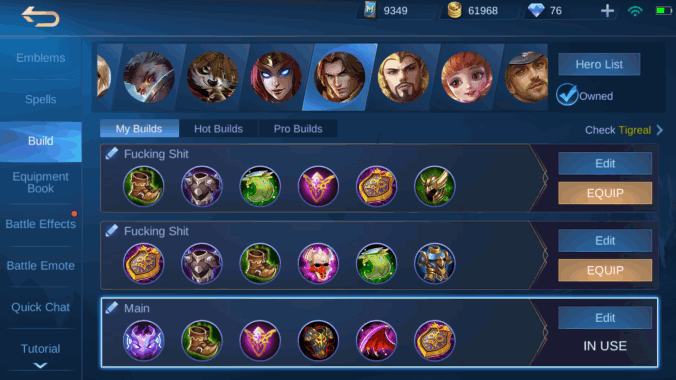 9349 61968 76
Emblems
Spells
Build
Equipment
Book
Battle Effects
Battle Emote
Quick Chat
Tutorial
Hero List
Owned
My Builds Hot Builds Pro Builds Check Tigreal
Fucking Shit
Edit
EQUIP
Fucking Shit
Edit
EQUIP
Main
Edit
IN USE